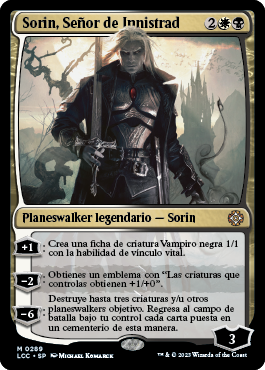 Sorin, Señor de Innistrad 2
Planeswalker legendario — Sorin
+1 : Crea una ficha de criatura Vampiro negra 1/1
con la habilidad de vínculo vital.
-2 : Obtienes un emblema con “Las criaturas que
controlas obtienen +1/+0”.
Destruye hasta tres criaturas y/u otros
-6 : planeswalkers objetivo. Regresa al campo de
batalla bajo tu control cada carta puesta en
un cementerio de esta manera.
3
M 0289
LCC • SP Michael Komarck
™ & © 2023 Wizards of the Coast